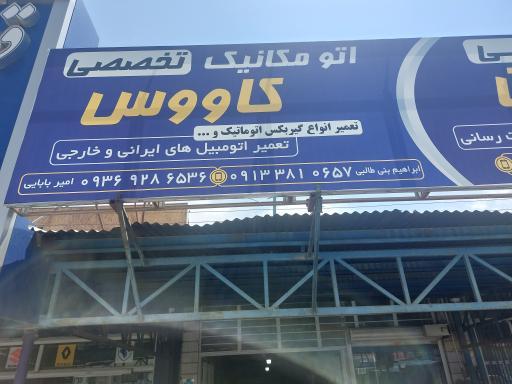 اتو مکانیک تخصصی
کاووس
تعمیر انواع گیربکس اتوماتیک و ...
تعمیر اتومبیل های ایرانی و خارجی
ابراهیم بنی طالبی ۰۹۱۳ ۳۸۱ ۰۶۵۷
۰۹۳۶ ۹۲۸ ۶۵۳۶ امیر بابایی
رسانی